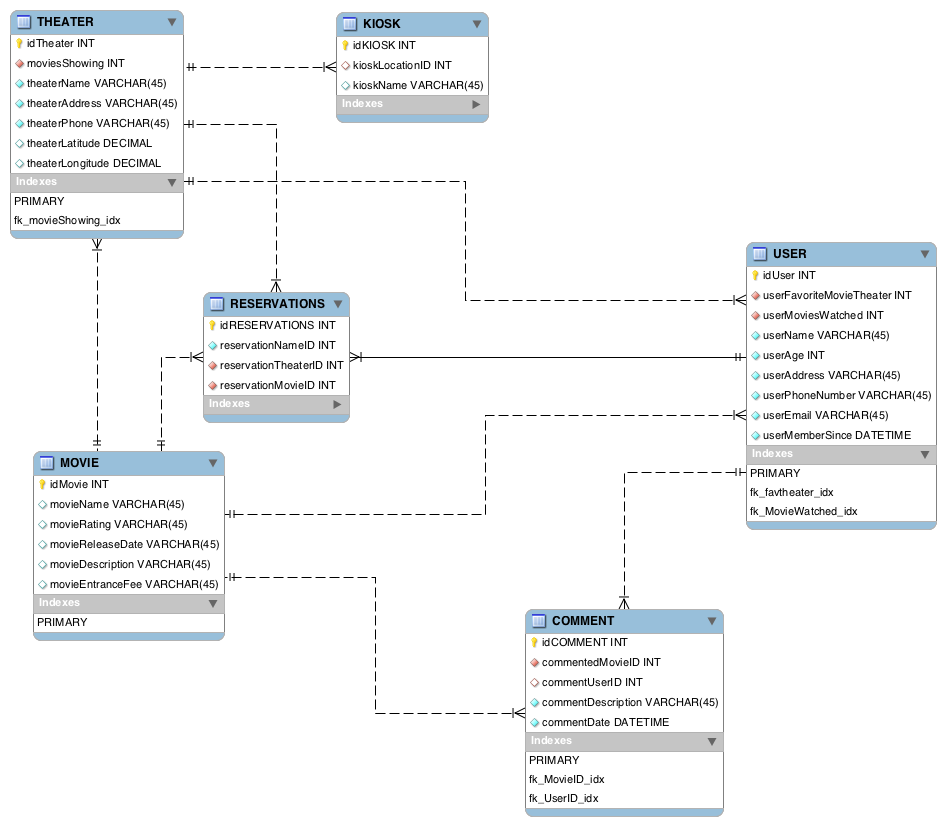 THEATER
idTheater INT
moviesShowing INT
theaterName VARCHAR(45)
theaterAddress VARCHAR(45)
theaterPhone VARCHAR(45)
theaterLatitude DECIMAL
theaterLongitude DECIMAL
Indexes
PRIMARY
fk_movieShowing_idx
KIOSK
idKIOSK INT
kioskLocationID INT
kioskName VARCHAR(45)
Indexes
RESERVATIONS
idRESERVATIONS INT
reservationNameID INT
reservationTheaterID INT
reservationMovieID INT
Indexes
USER
idUser INT
userFavoriteMovieTheater INT
userMoviesWatched INT
userName VARCHAR(45)
userAge INT
userAddress VARCHAR(45)
userPhoneNumber VARCHAR(45)
userEmail VARCHAR(45)
userMemberSince DATETIME
Indexes
PRIMARY
fk_favtheater_idx
fk_MovieWatched_idx
MOVIE
idMovie INT
movieName VARCHAR(45)
movieRating VARCHAR(45)
movieReleaseDate VARCHAR(45)
movieDescription VARCHAR(45)
movieEntranceFee VARCHAR(45)
Indexes
PRIMARY
COMMENT
idCOMMENT INT
commentedMovieID INT
commentUserID INT
commentDescription VARCHAR(45)
commentDate DATETIME
Indexes
PRIMARY
fk_MovieID_idx
fk_UserID_idx